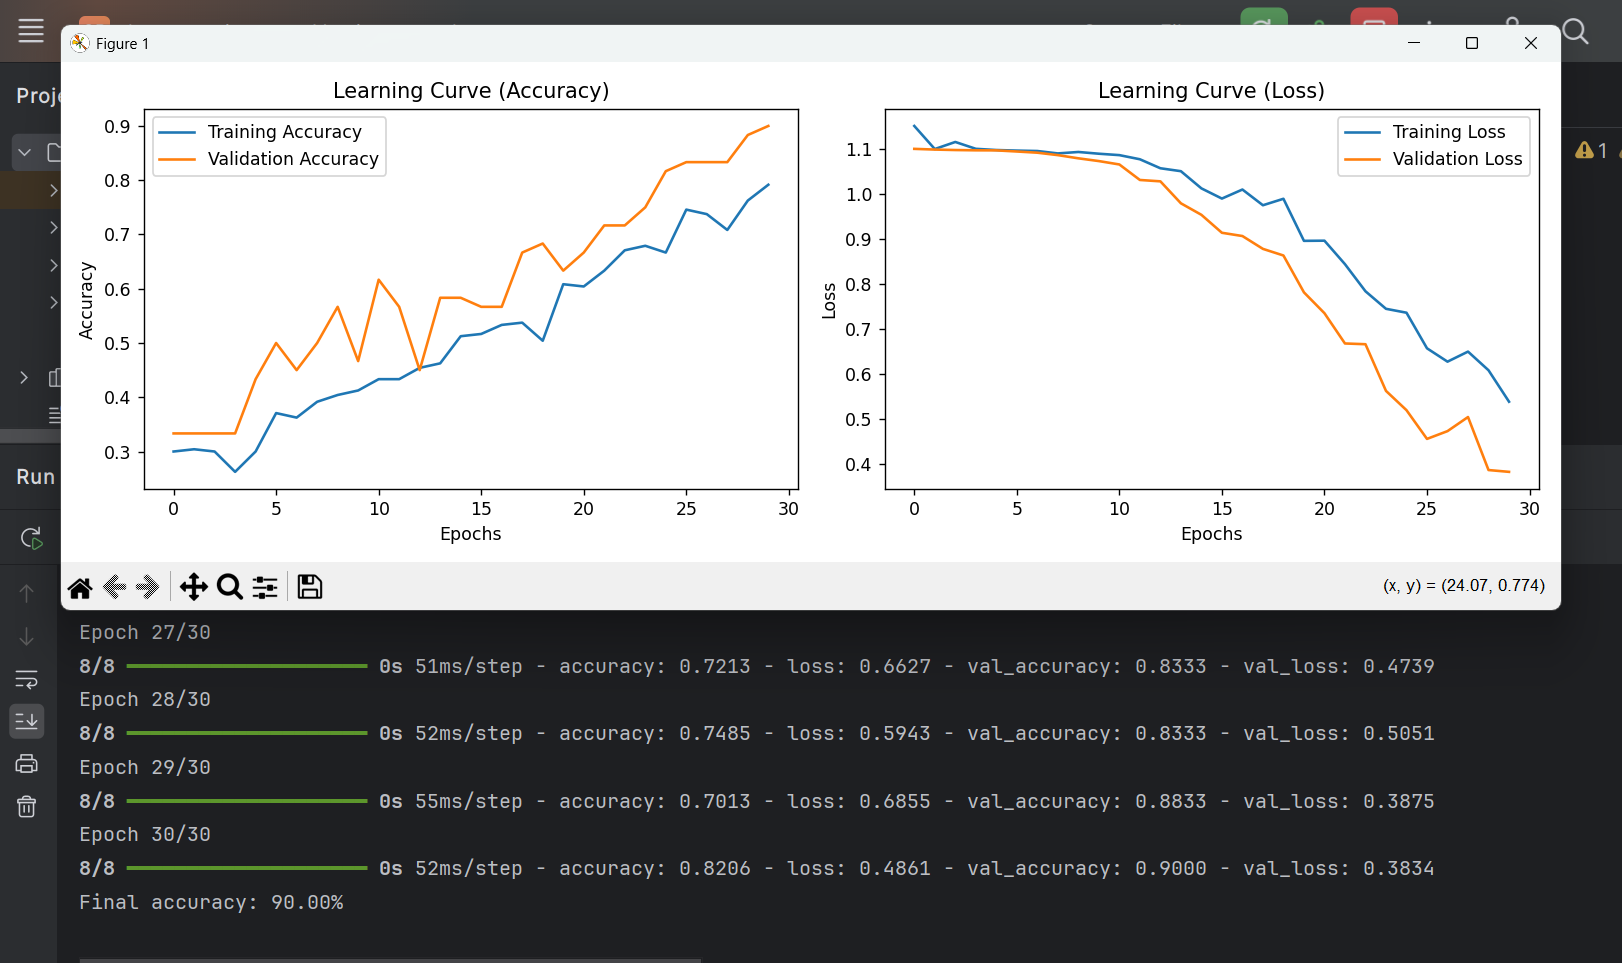 Figure 1
Learning Curve (Accuracy)
Training Accuracy
Validation Accuracy
Accuracy
0.9
0.8
0.7
0.6
0.5
0.4
0.3
0 5 10 15 20 25 30
Epochs
Learning Curve (Loss)
Training Loss
Validation Loss
Loss
1.1
1.0
0.9
0.8
0.7
0.6
0.5
0.4
0 5 10 15 20 25 30
Epochs
(x, y) = (24.07, 0.774)
1
Run
Epoch 27/30
8/8 0s 51ms/step - accuracy: 0.7213 - loss: 0.6627 - val_accuracy: 0.8333 - val_loss: 0.4739
Epoch 28/30
8/8 0s 52ms/step - accuracy: 0.7485 - loss: 0.5943 - val_accuracy: 0.8333 - val_loss: 0.5051
Epoch 29/30
8/8 0s 55ms/step - accuracy: 0.7013 - loss: 0.6855 - val_accuracy: 0.8833 - val_loss: 0.3875
Epoch 30/30
8/8 0s 52ms/step - accuracy: 0.8206 - loss: 0.4861 - val_accuracy: 0.9000 - val_loss: 0.3834
Final accuracy: 90.00%